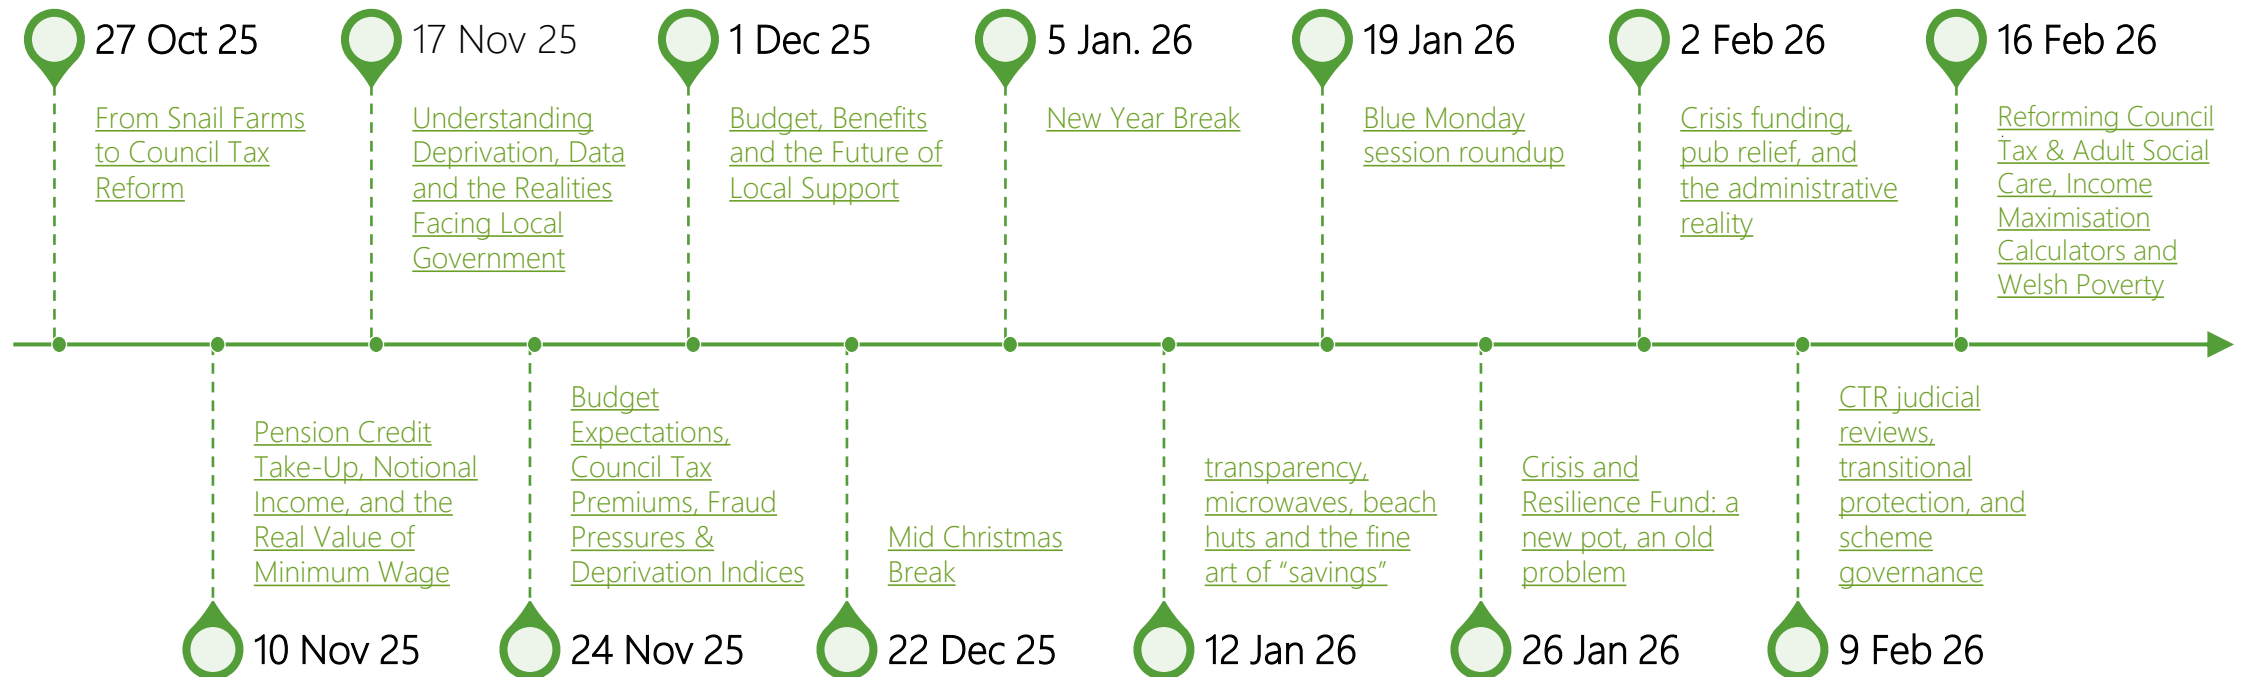 27 Oct 25
From Snail Farms
to Council Tax
Reform
17 Nov 25
Understanding
Deprivation, Data
and the Realities
Facing Local
Government
1 Dec 25
Budget, Benefits
and the Future of
Local Support
5 Jan. 26
New Year Break
19 Jan 26
Blue Monday
session roundup
2 Feb 26
Crisis funding,
pub relief, and
the administrative
reality
16 Feb 26
Reforming Council
Tax & Adult Social
Care, Income
Maximisation
Calculators and
Welsh Poverty
Pension Credit
Take-Up, Notional
Income, and the
Real Value of
Minimum Wage
10 Nov 25
Budget
Expectations,
Council Tax
Premiums, Fraud
Pressures &
Deprivation Indices
24 Nov 25
Mid Christmas
Break
22 Dec 25
transparency,
microwaves, beach
huts and the fine
art of “savings”
12 Jan 26
Crisis and
Resilience Fund: a
new pot, an old
problem
26 Jan 26
CTR judicial
reviews,
transitional
protection, and
scheme
governance
9 Feb 26